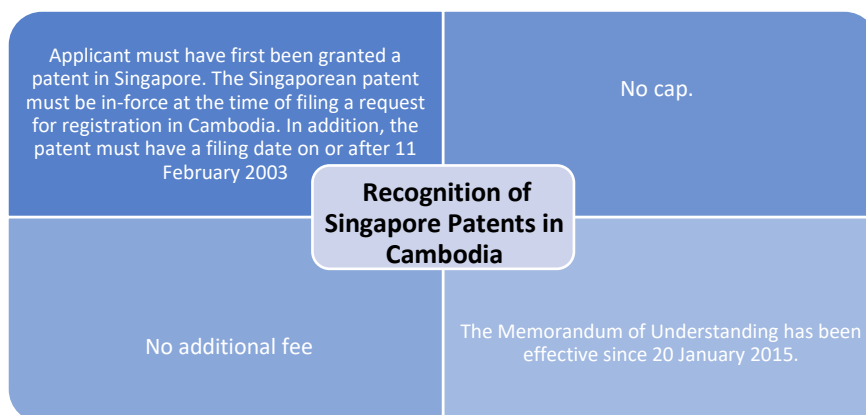 Applicant must have first been granted a
patent in Singapore. The Singaporean patent
must be in-force at the time of filing a request
for registration in Cambodia. In addition, the
patent must have a filing date on or after 11
February 2003
No cap.
Recognition of
Singapore Patents in
Cambodia
No additional fee
The Memorandum of Understanding has been
effective since 20 January 2015.